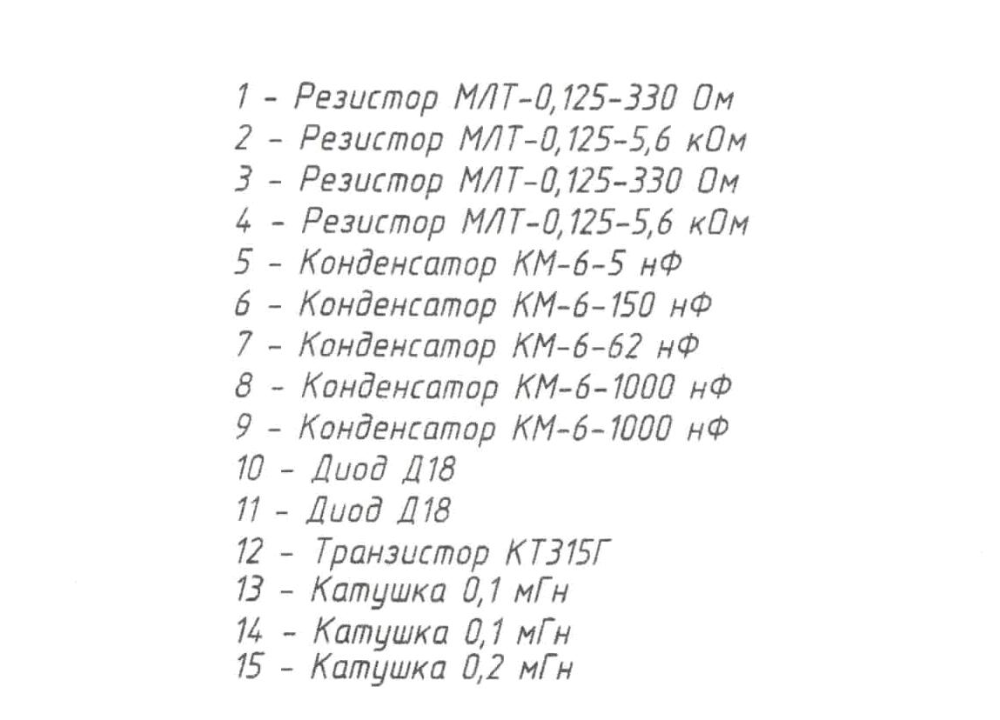 1 - Резистор МЛТ-0,125-330 Ом
2 - Резистор МЛТ-0,125-5,6 кОм
3 - Резистор МЛТ-0,125-330 Ом
4 - Резистор МЛТ-0,125-5,6 кОм
5 - Конденсатор КМ-6-5 нФ
6 - Конденсатор КМ-6-150 нФ
7 - Конденсатор КМ-6-62 нФ
8 - Конденсатор КМ-6-1000 нФ
9 - Конденсатор КМ-6-1000 нФ
10 - Диод Д18
11 - Диод Д18
12 - Транзистор КТ315Г
13 - Катушка 0,1 мГн
14 - Катушка 0,1 мГн
15 - Катушка 0,2 мГн